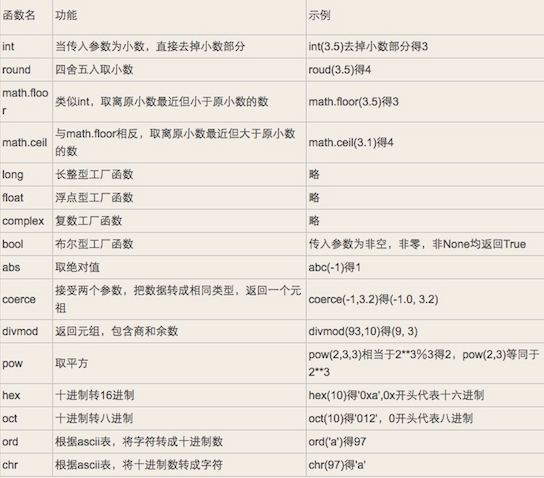 函数名 功能 示例
int 当传入参数为小数，直接去掉小数部分 int(3.5)去掉小数部分得3
round 四舍五入取小数 roud(3.5)得4
math.floo
r 类似int，取离原小数最近但小于原小数的数 math.floor(3.5)得3
math.ceil 与math.floor相反，取离原小数最近但大于原小数
的数 math.ceil(3.1)得4
long 长整型工厂函数 略
float 浮点型工厂函数 略
complex 复数工厂函数 略
bool 布尔型工厂函数 传入参数为非空，非零，非None均返回True
abs 取绝对值 abc(-1)得1
coerce 接受两个参数，把数据转成相同类型，返回一个元
祖 coerce(-1,3.2)得(-1.0, 3.2)
divmod 返回元组，包含商和余数 divmod(93,10)得(9, 3)
pow 取平方 pow(2,3,3)相当于2**3%3得2，pow(2,3)等同于
2**3
hex 十进制转16进制 hex(10)得'0xa',0x开头代表十六进制
oct 十进制转八进制 oct(10)得'012'，0开头代表八进制
ord 根据ascii表，将字符转成十进制数 ord('a')得97
chr 根据ascii表，将十进制数转成字符 chr(97)得'a'